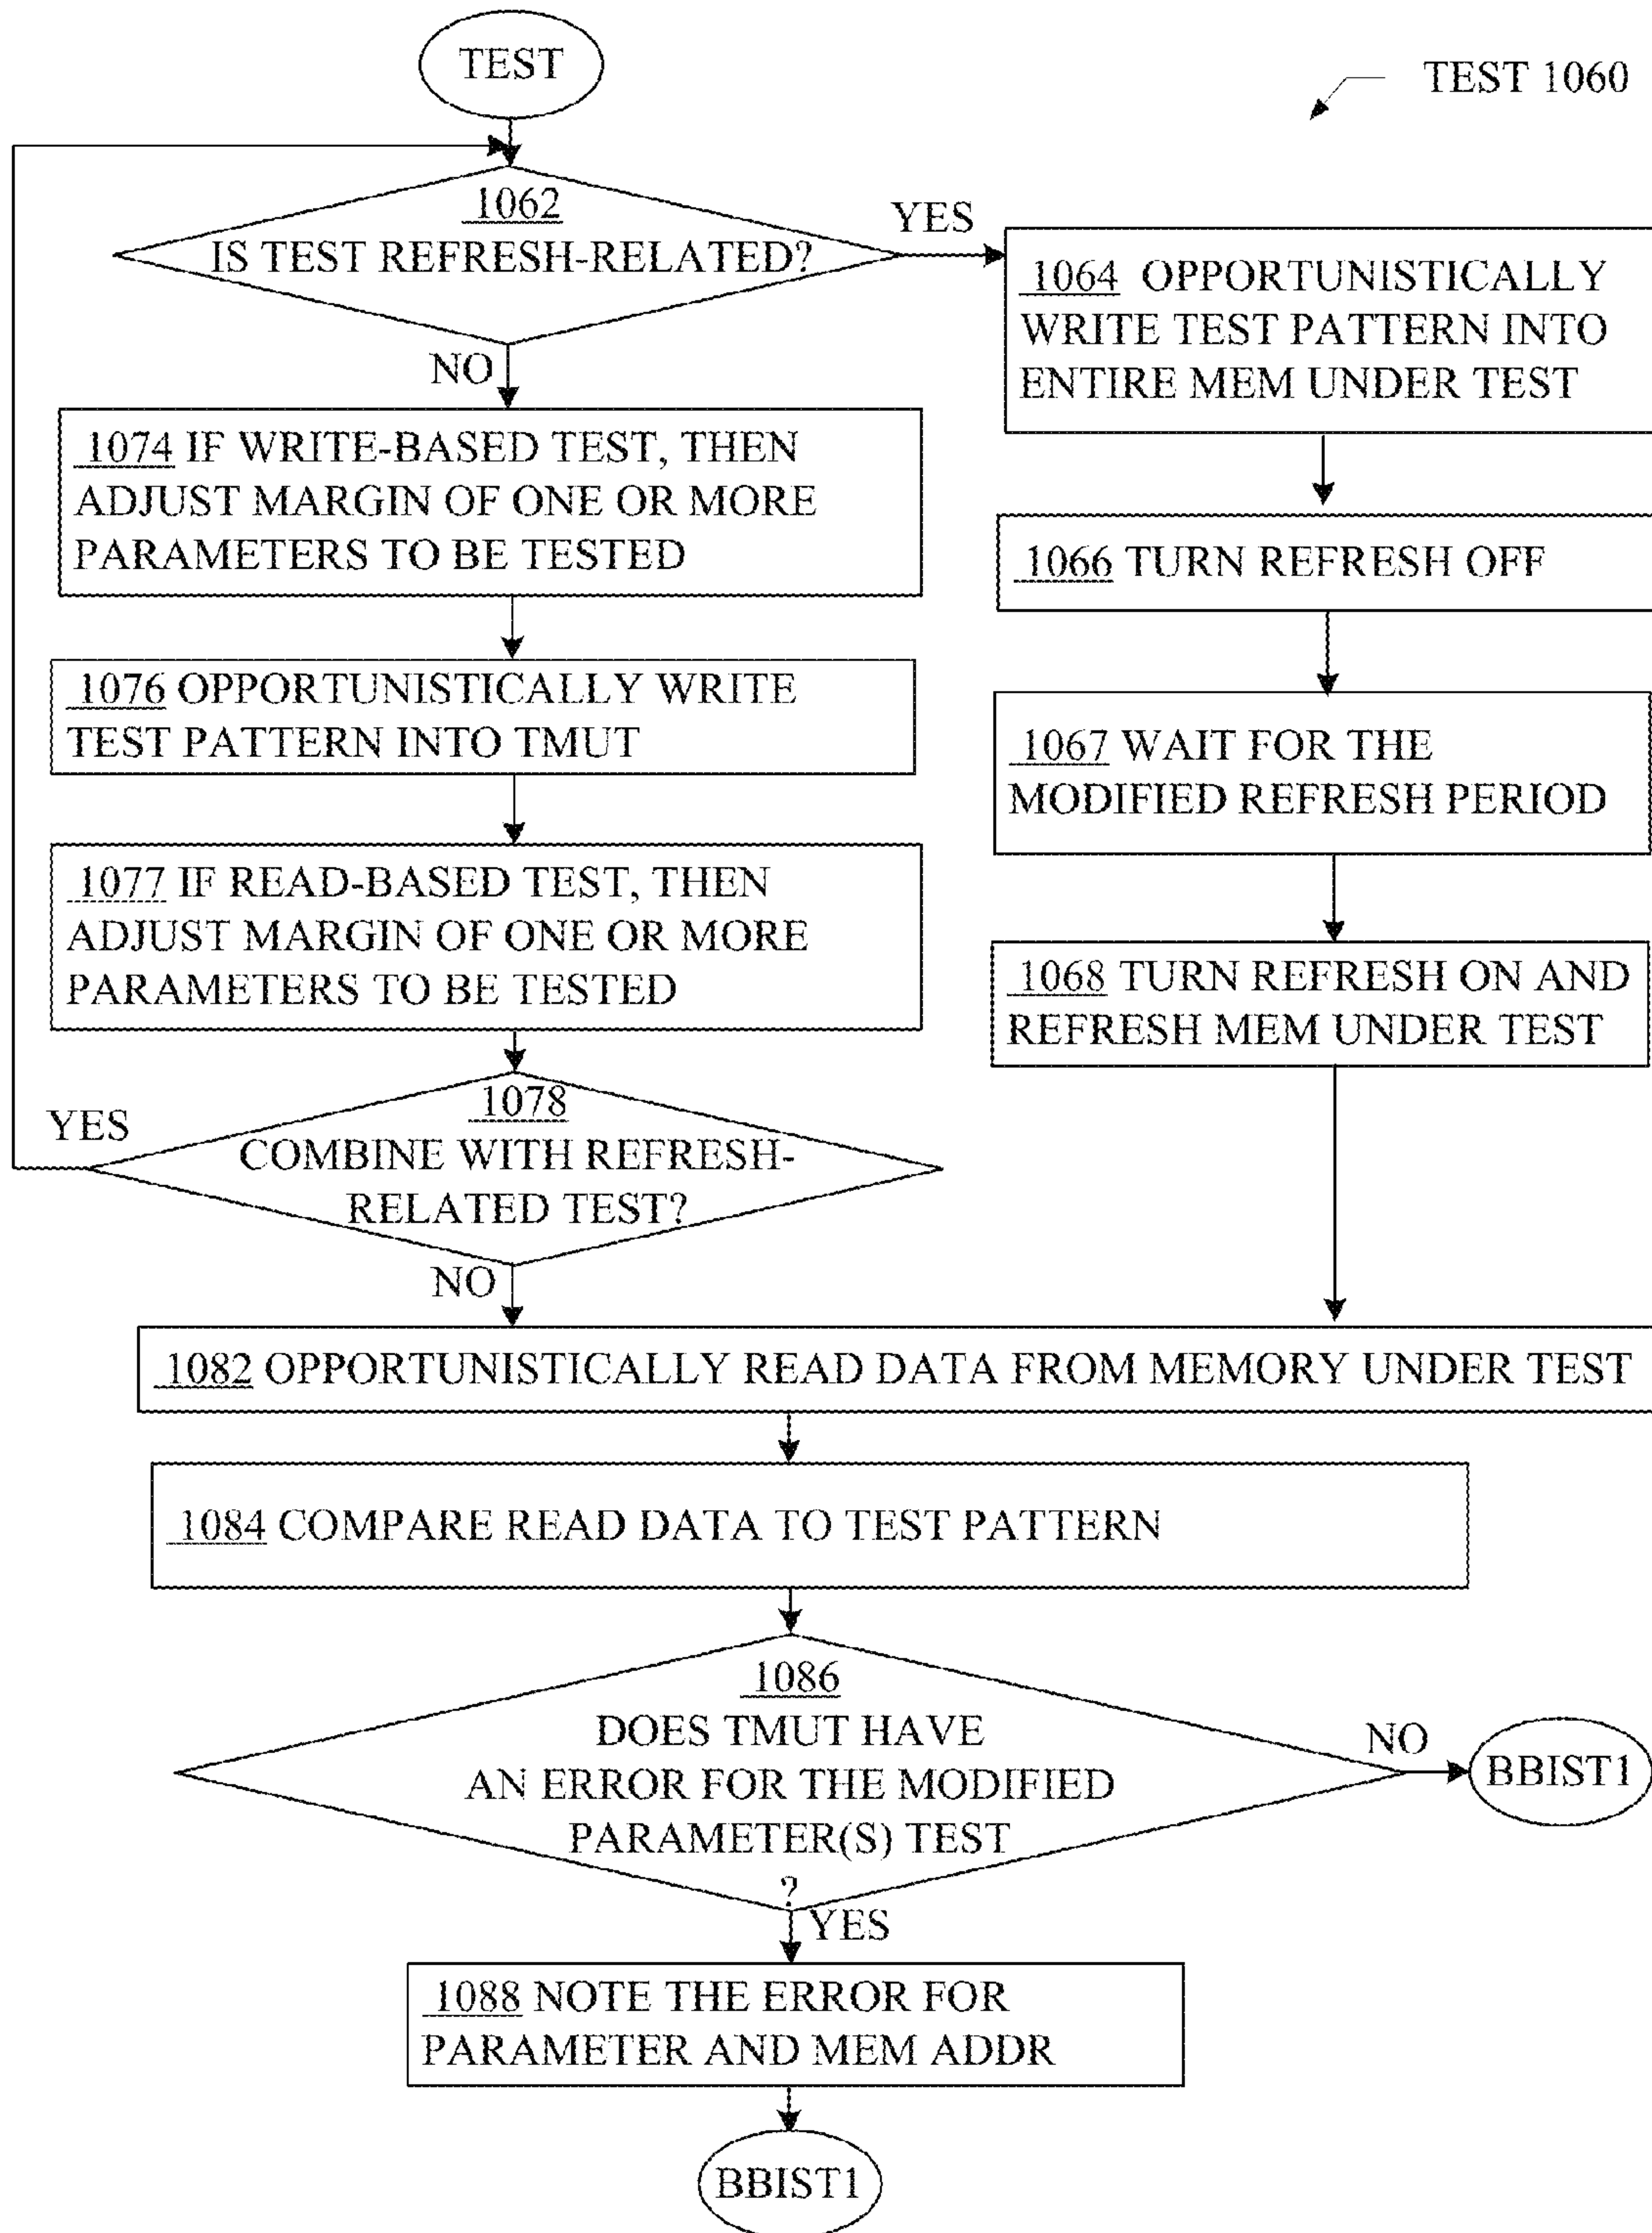 TEST
TEST 1060
1062
IS TEST REFRESH-RELATED?
YES
NO
1064 OPPORTUNISTICALLY
WRITE TEST PATTERN INTO
ENTIRE MEM UNDER TEST
1066 TURN REFRESH OFF
1067 WAIT FOR THE
MODIFIED REFRESH PERIOD
1068 TURN REFRESH ON AND
REFRESH MEM UNDER TEST
1074 IF WRITE-BASED TEST, THEN
ADJUST MARGIN OF ONE OR MORE
PARAMETERS TO BE TESTED
1076 OPPORTUNISTICALLY WRITE
TEST PATTERN INTO TMUT
1077 IF READ-BASED TEST, THEN
ADJUST MARGIN OF ONE OR MORE
PARAMETERS TO BE TESTED
YES
1078
COMBINE WITH REFRESH-
RELATED TEST?
NO
1082 OPPORTUNISTICALLY READ DATA FROM MEMORY UNDER TEST
1084 COMPARE READ DATA TO TEST PATTERN
1086
DOES TMUT HAVE
AN ERROR FOR THE MODIFIED
PARAMETER(S) TEST
?
NO
BBIST1
YES
1088 NOTE THE ERROR FOR
PARAMETER AND MEM ADDR
BBIST1